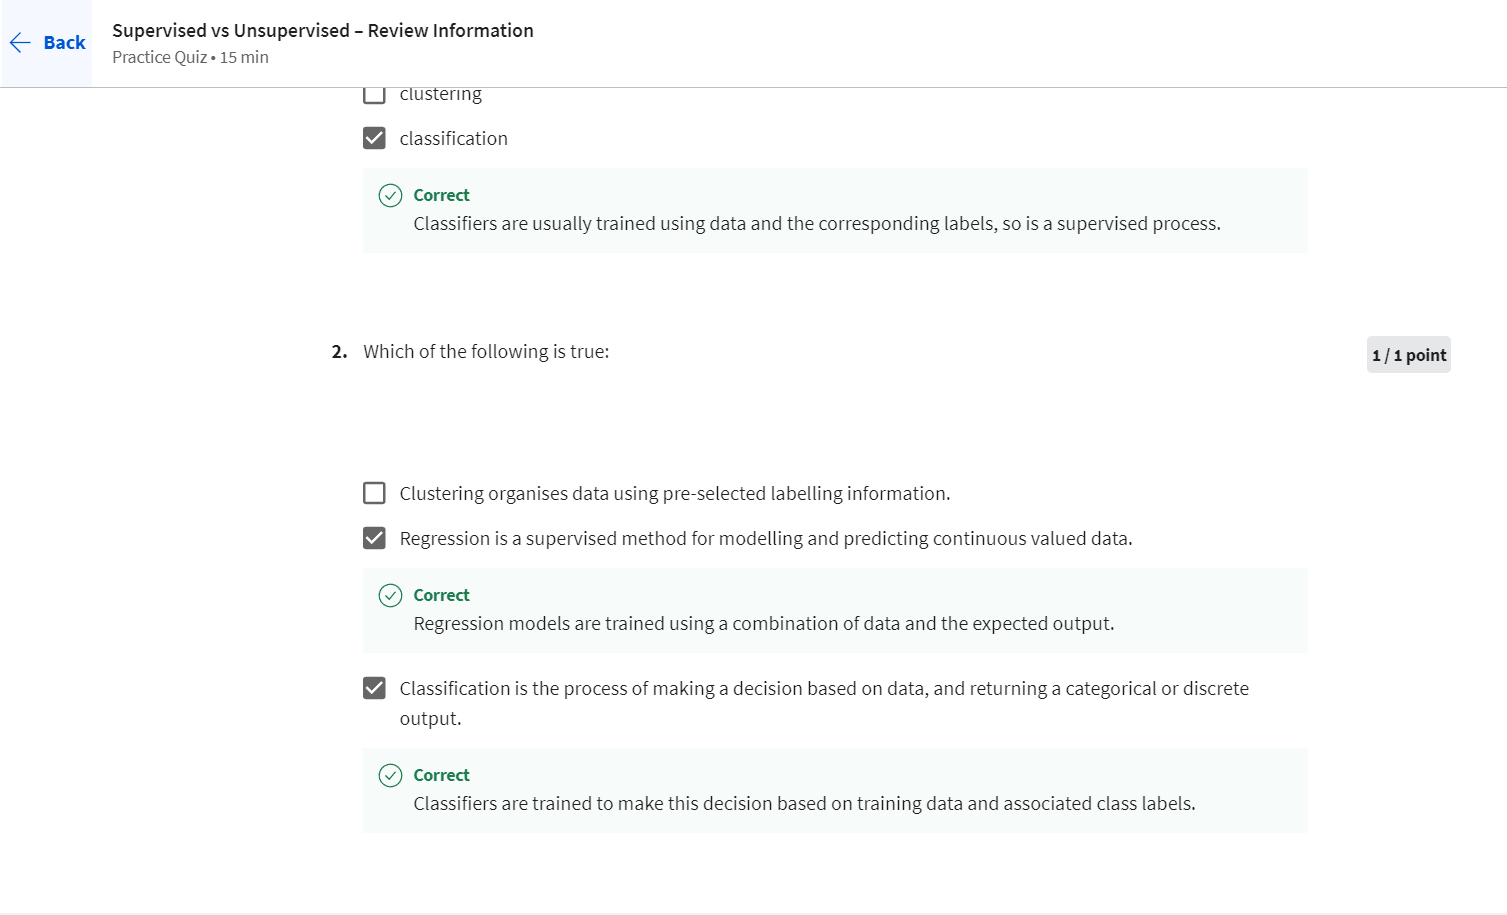 Back
Supervised vs Unsupervised – Review Information
Practice Quiz • 15 min
clustering
classification
Correct
Classifiers are usually trained using data and the corresponding labels, so is a supervised process.
2. Which of the following is true:
1 / 1 point
Clustering organises data using pre-selected labelling information.
Regression is a supervised method for modelling and predicting continuous valued data.
Correct
Regression models are trained using a combination of data and the expected output.
Classification is the process of making a decision based on data, and returning a categorical or discrete
output.
Correct
Classifiers are trained to make this decision based on training data and associated class labels.